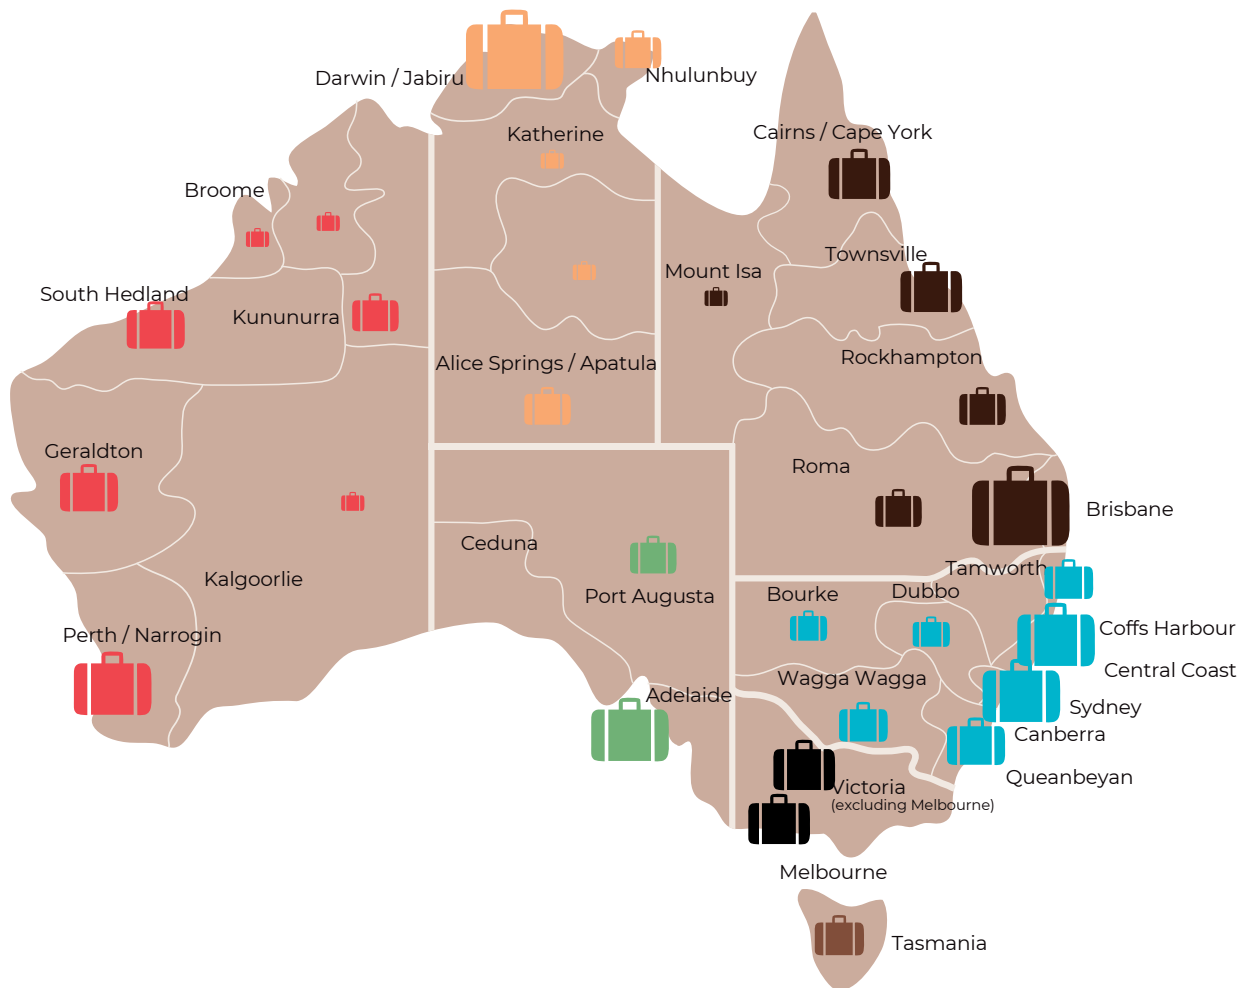 Darwin / Jabiru
Nhulunbuy
Katherine
Cairns / Cape York
Broome
Townsville
Mount Isa
South Hedland
Kununurra
Rockhampton
Alice Springs / Apatula
Geraldton
Roma
Brisbane
Ceduna
Tamworth
Kalgoorlie
Port Augusta
Bourke
Dubbo
Coffs Harbour
Perth / Narrogin
Central Coast
Wagga Wagga
Adelaide
Sydney
Canberra
Queanbeyan
Victoria
(excluding Melbourne)
Melbourne
Tasmania